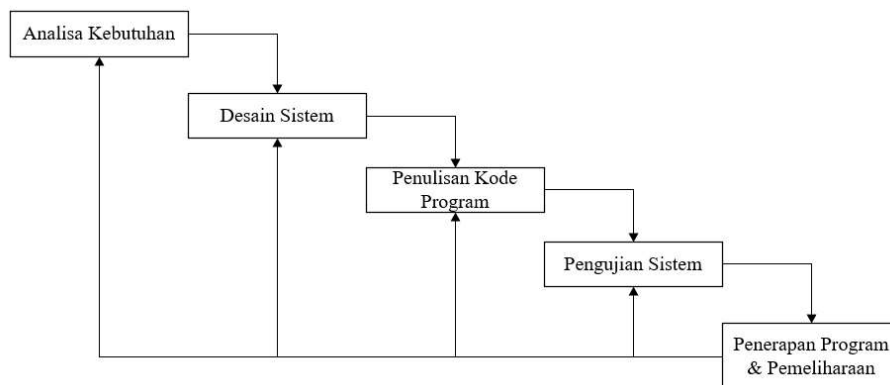 Analisa Kebutuhan
Desain Sistem
Penulisan Kode
Program
Pengujian Sistem
Penerapan Program
& Pemeliharaan